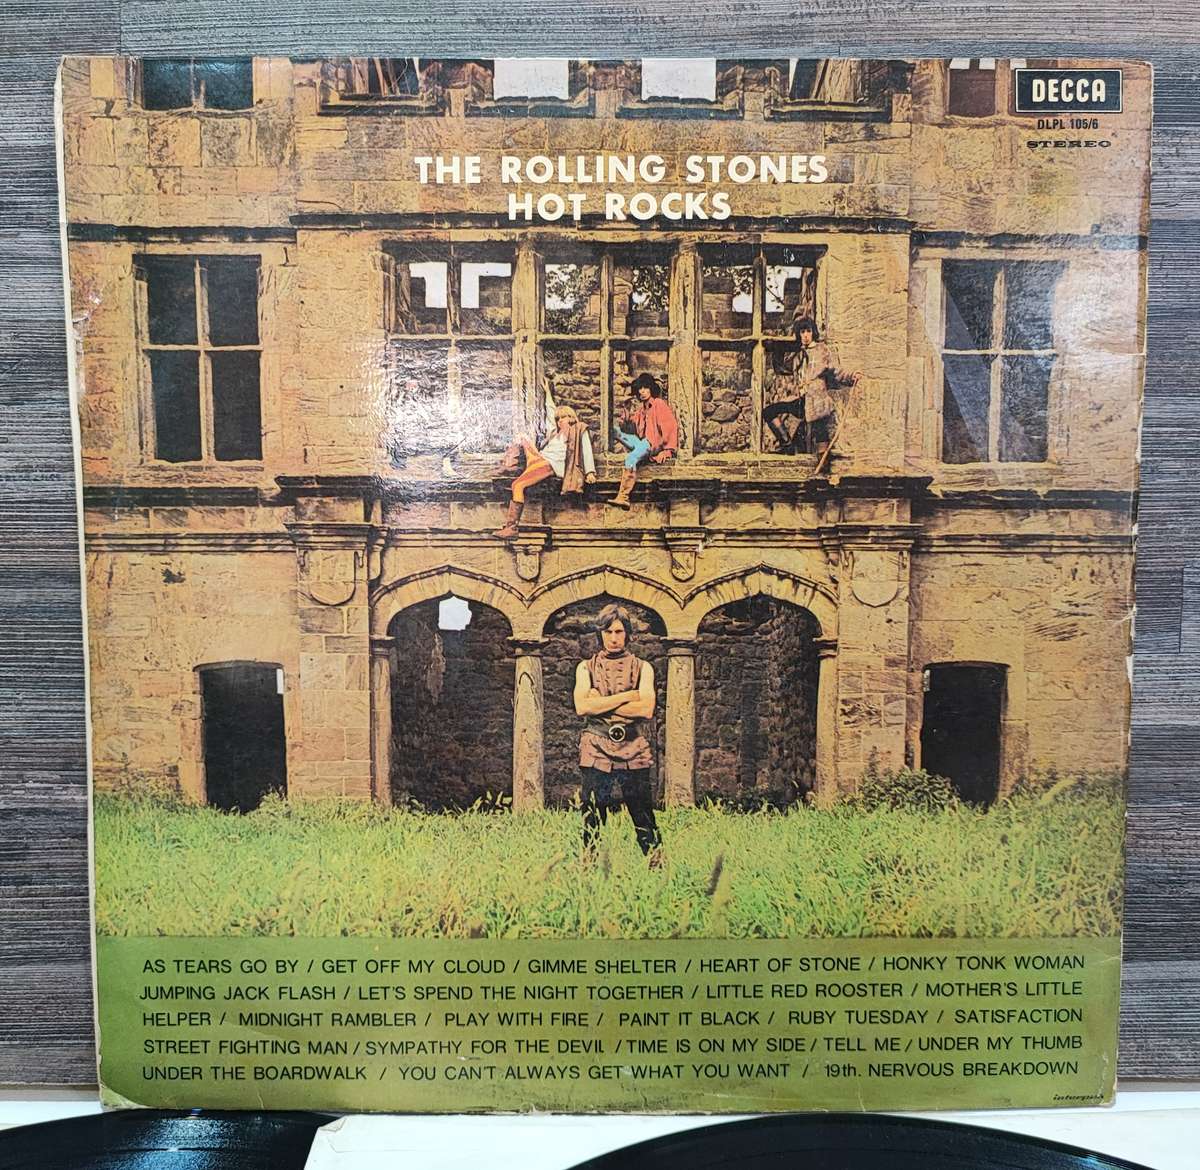 DECCA
DLPL 105/6
STEREO
THE ROLLING STONES
HOT ROCKS
AS TEARS GO BY / GET OFF MY CLOUD / GIMME SHELTER / HEART OF STONE / HONKY TONK WOMAN
JUMPING JACK FLASH / LET'S SPEND THE NIGHT TOGETHER / LITTLE RED ROOSTER / MOTHER'S LITTLE
HELPER / MIDNIGHT RAMBLER / PLAY WITH FIRE / PAINT IT BLACK / RUBY TUESDAY / SATISFACTION
STREET FIGHTING MAN / SYMPATHY FOR THE DEVIL / TIME IS ON MY SIDE / TELL ME / UNDER MY THUMB
UNDER THE BOARDWALK / YOU CAN'T ALWAYS GET WHAT YOU WANT / 19th. NERVOUS BREAKDOWN